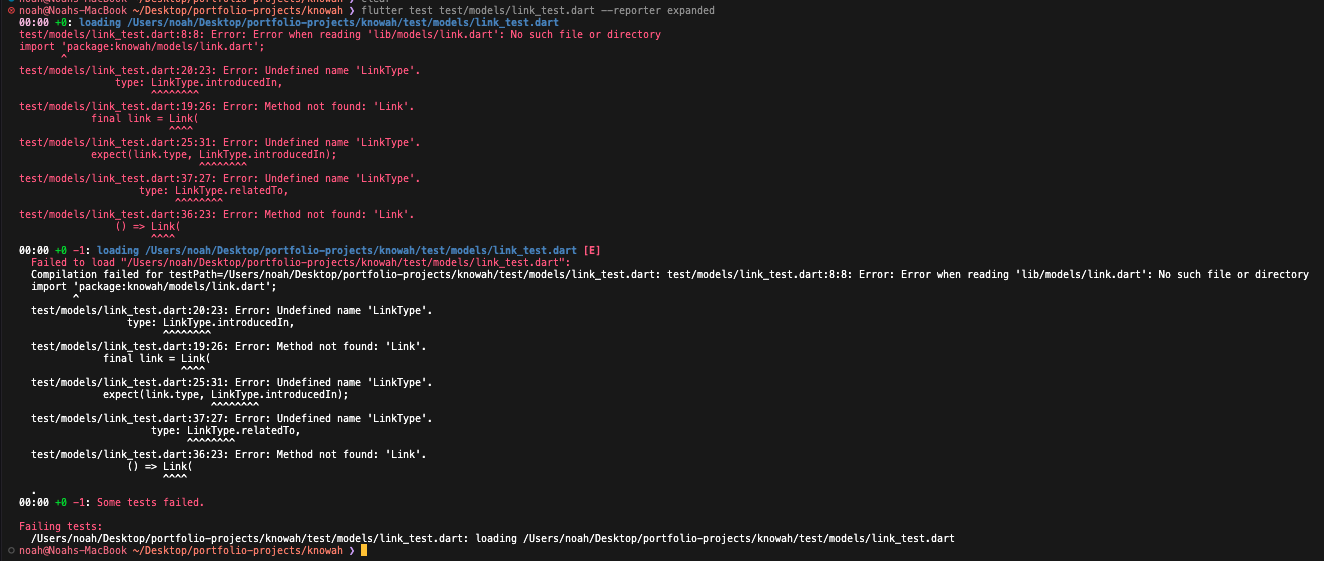 noah@Noahs-MacBook ~/Desktop/portfolio-projects/knowah ❯ flutter test test/models/link_test.dart --reporter expanded
00:00 +0: loading /Users/noah/Desktop/portfolio-projects/knowah/test/models/link_test.dart
test/models/link_test.dart:8:8: Error: Error when reading 'lib/models/link.dart': No such file or directory
import 'package:knowah/models/link.dart';
       ^
test/models/link_test.dart:20:23: Error: Undefined name 'LinkType'.
                type: LinkType.introducedIn,
                      ^^^^^^^^
test/models/link_test.dart:19:26: Error: Method not found: 'Link'.
            final link = Link(
                         ^^^^
test/models/link_test.dart:25:31: Error: Undefined name 'LinkType'.
            expect(link.type, LinkType.introducedIn);
                              ^^^^^^^^
test/models/link_test.dart:37:27: Error: Undefined name 'LinkType'.
                    type: LinkType.relatedTo,
                          ^^^^^^^^
test/models/link_test.dart:36:23: Error: Method not found: 'Link'.
                () => Link(
                      ^^^^
00:00 +0 -1: loading /Users/noah/Desktop/portfolio-projects/knowah/test/models/link_test.dart [E]
  Failed to load "/Users/noah/Desktop/portfolio-projects/knowah/test/models/link_test.dart":
  Compilation failed for testPath=/Users/noah/Desktop/portfolio-projects/knowah/test/models/link_test.dart: test/models/link_test.dart:8:8: Error: Error when reading 'lib/models/link.dart': No such file or directory
  import 'package:knowah/models/link.dart';
         ^
  test/models/link_test.dart:20:23: Error: Undefined name 'LinkType'.
                  type: LinkType.introducedIn,
                        ^^^^^^^^
  test/models/link_test.dart:19:26: Error: Method not found: 'Link'.
              final link = Link(
                           ^^^^
  test/models/link_test.dart:25:31: Error: Undefined name 'LinkType'.
              expect(link.type, LinkType.introducedIn);
                                ^^^^^^^^
  test/models/link_test.dart:37:27: Error: Undefined name 'LinkType'.
                      type: LinkType.relatedTo,
                            ^^^^^^^^
  test/models/link_test.dart:36:23: Error: Method not found: 'Link'.
                  () => Link(
                        ^^^^
  .
00:00 +0 -1: Some tests failed.

Failing tests:
  /Users/noah/Desktop/portfolio-projects/knowah/test/models/link_test.dart: loading /Users/noah/Desktop/portfolio-projects/knowah/test/models/link_test.dart
noah@Noahs-MacBook ~/Desktop/portfolio-projects/knowah ❯